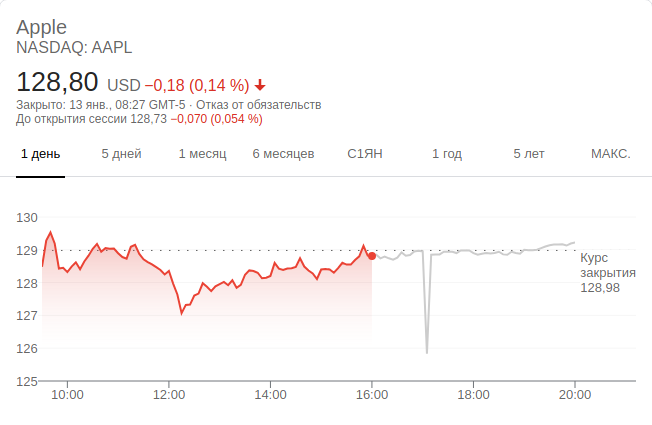 Apple
NASDAQ: AAPL
128,80 USD −0,18 (0,14 %)
Закрыто: 13 янв., 08:27 GMT-5 · Отказ от обязательств
До открытия сессии 128,73 −0,070 (0,054 %)
1 день 5 дней 1 месяц 6 месяцев С1ЯН 1 год 5 лет МАКС.
130
129
128
127
126
125
Курс
закрытия
128,98
10:00 12:00 14:00 16:00 18:00 20:00